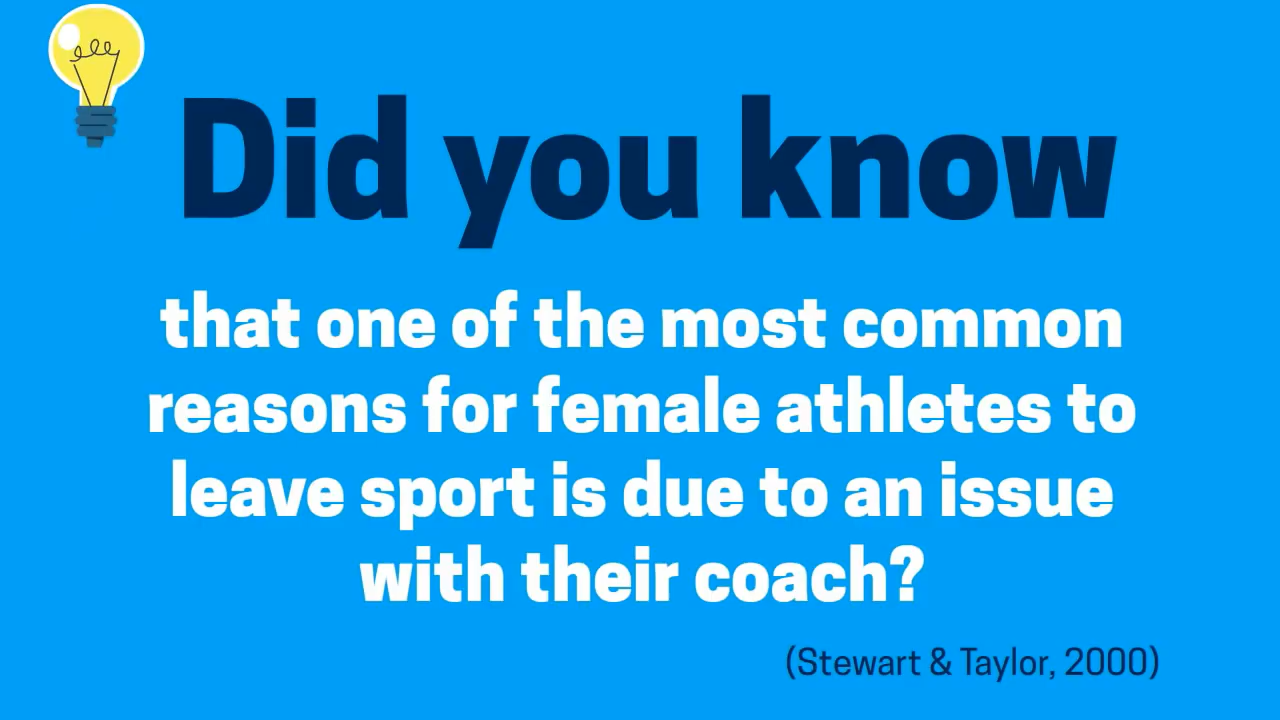 Did you know
that one of the most common
reasons for female athletes to
leave sport is due to an issue
with their coach?
(Stewart & Taylor, 2000)